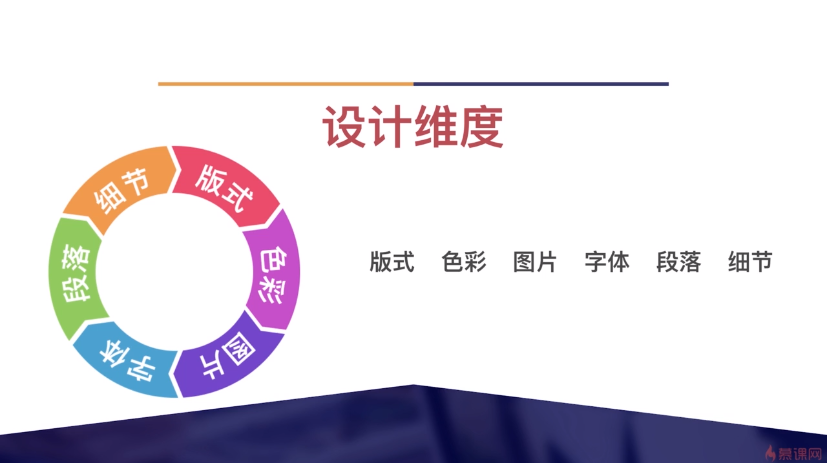 设计维度
版式
色彩
图片
字体
段落
细节
版式 色彩 图片 字体 段落 细节
慕课网